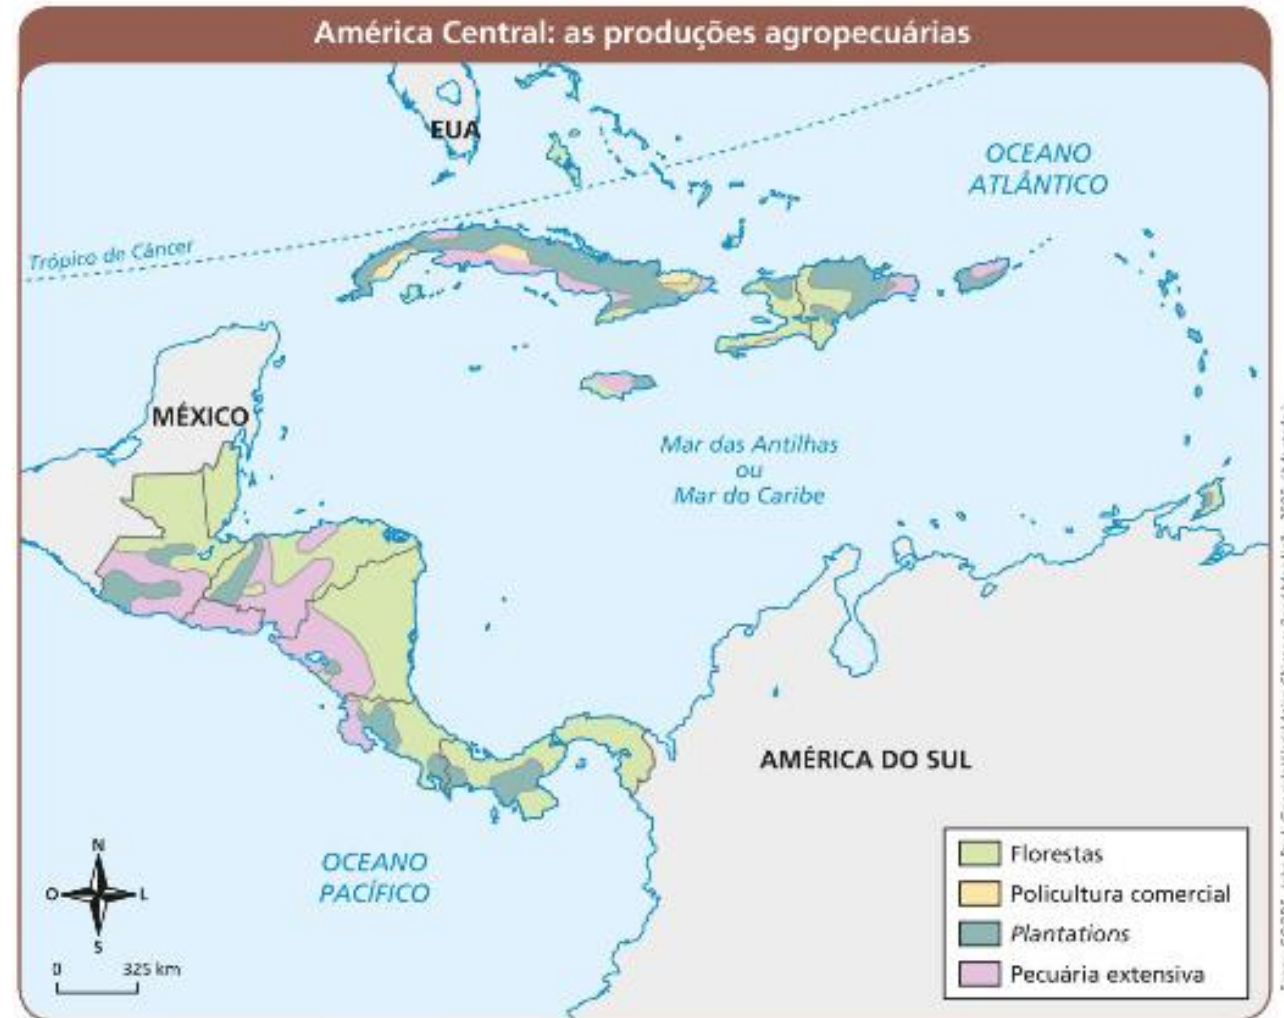 América Central: as produções agropecuárias
EUA
OCEANO
ATLÂNTICO
Trópico de Câncer
MÉXICO
Mar das Antilhas
ou
Mar do Caribe
AMÉRICA DO SUL
OCEANO
PACÍFICO
N
O
L
S
0
325 km
Florestas
Policultura comercial
Plantations
Pecuária extensiva